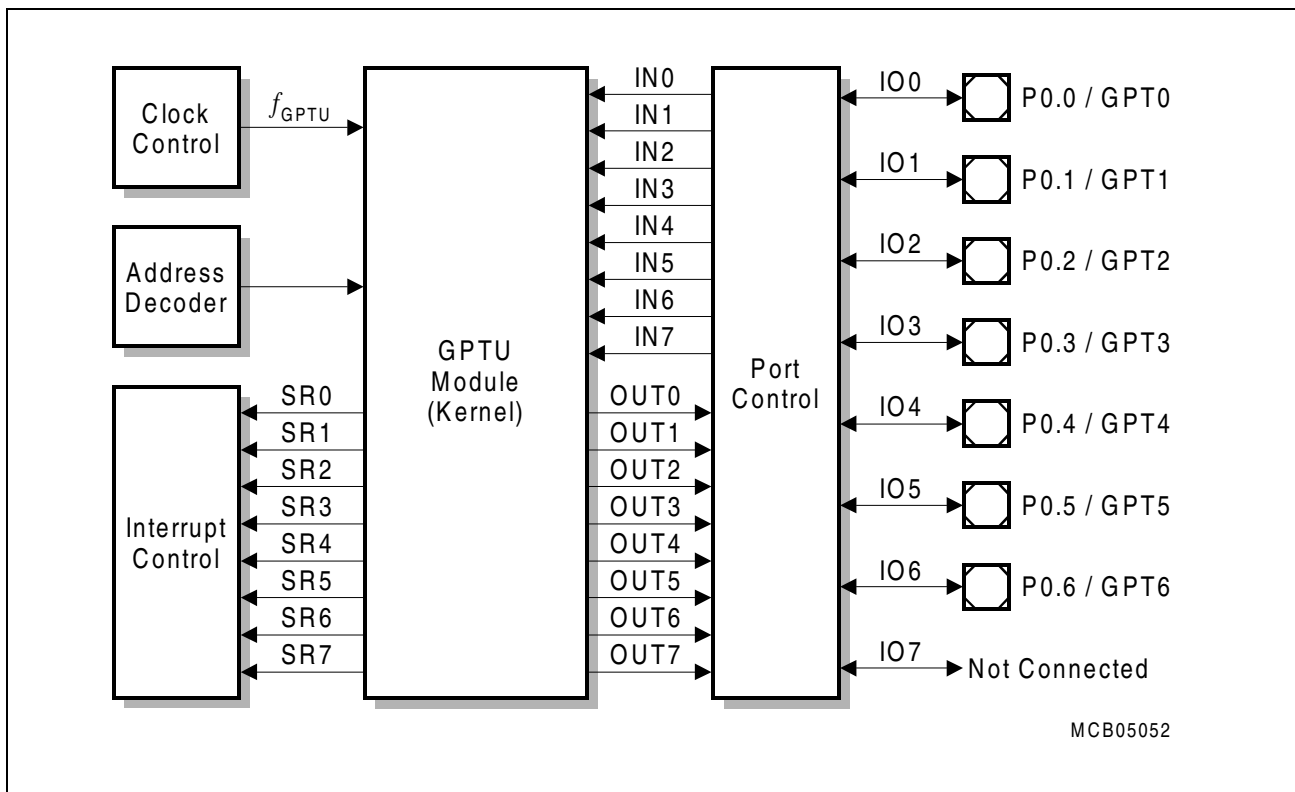 Clock
Control
f GPTU
Address
Decoder
Interrupt
Control
SR0
SR1
SR2
SR3
SR4
SR5
SR6
SR7
GPTU
Module
(Kernel)
IN0
IN1
IN2
IN3
IN4
IN5
IN6
IN7
OUT0
OUT1
OUT2
OUT3
OUT4
OUT5
OUT6
OUT7
Port
Control
IO0
P0.0 / GPT0
IO1
P0.1 / GPT1
IO2
P0.2 / GPT2
IO3
P0.3 / GPT3
IO4
P0.4 / GPT4
IO5
P0.5 / GPT5
IO6
P0.6 / GPT6
IO7
Not Connected
MCB05052